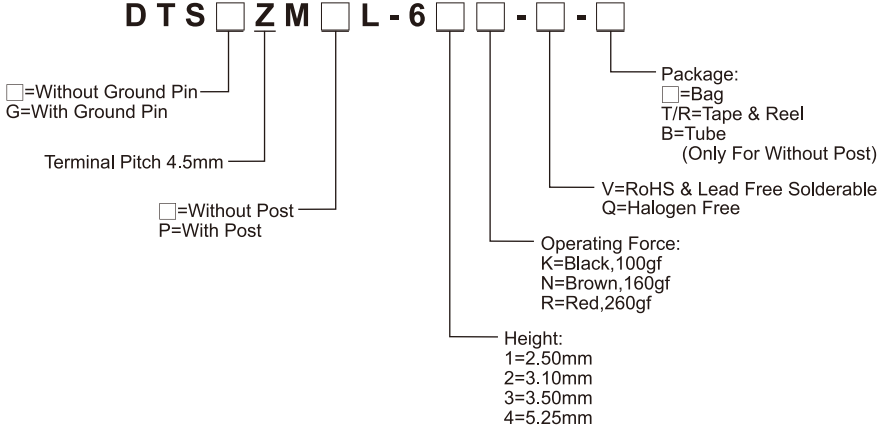 DTS□ZM□L-6□□-□-□
□=Without Ground Pin
G=With Ground Pin
Terminal Pitch 4.5mm
□=Without Post
P=With Post
Package:
□=Bag
T/R=Tape & Reel
B=Tube
(Only For Without Post)
V=RoHS & Lead Free Solderable
Q=Halogen Free
Operating Force:
K=Black,100gf
N=Brown,160gf
R=Red,260gf
Height:
1=2.50mm
2=3.10mm
3=3.50mm
4=5.25mm